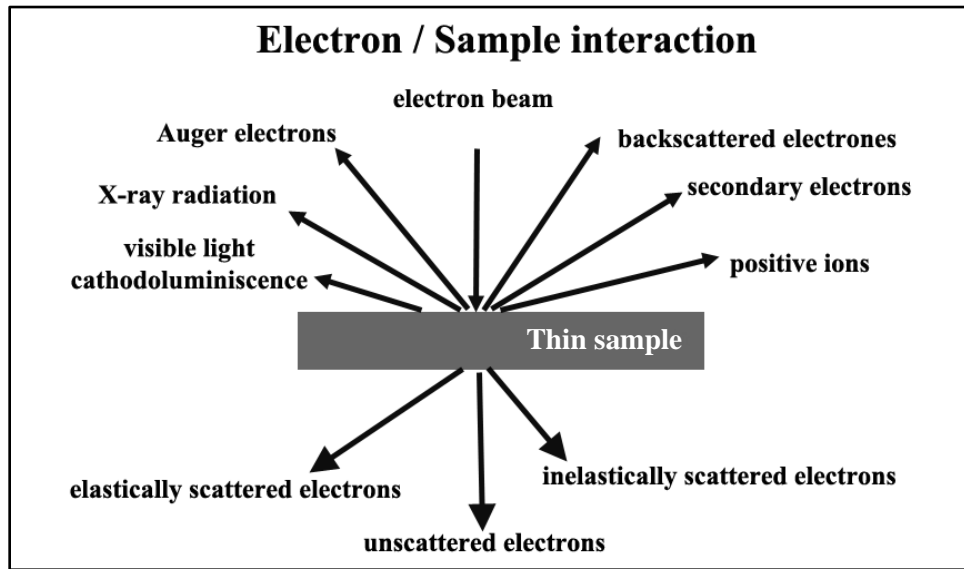 Electron / Sample interaction
electron beam
Auger electrons
backscattered electrones
X-ray radiation
secondary electrons
visible light
cathodoluminiscence
positive ions
Thin sample
elastically scattered electrons
inelastically scattered electrons
unscattered electrons